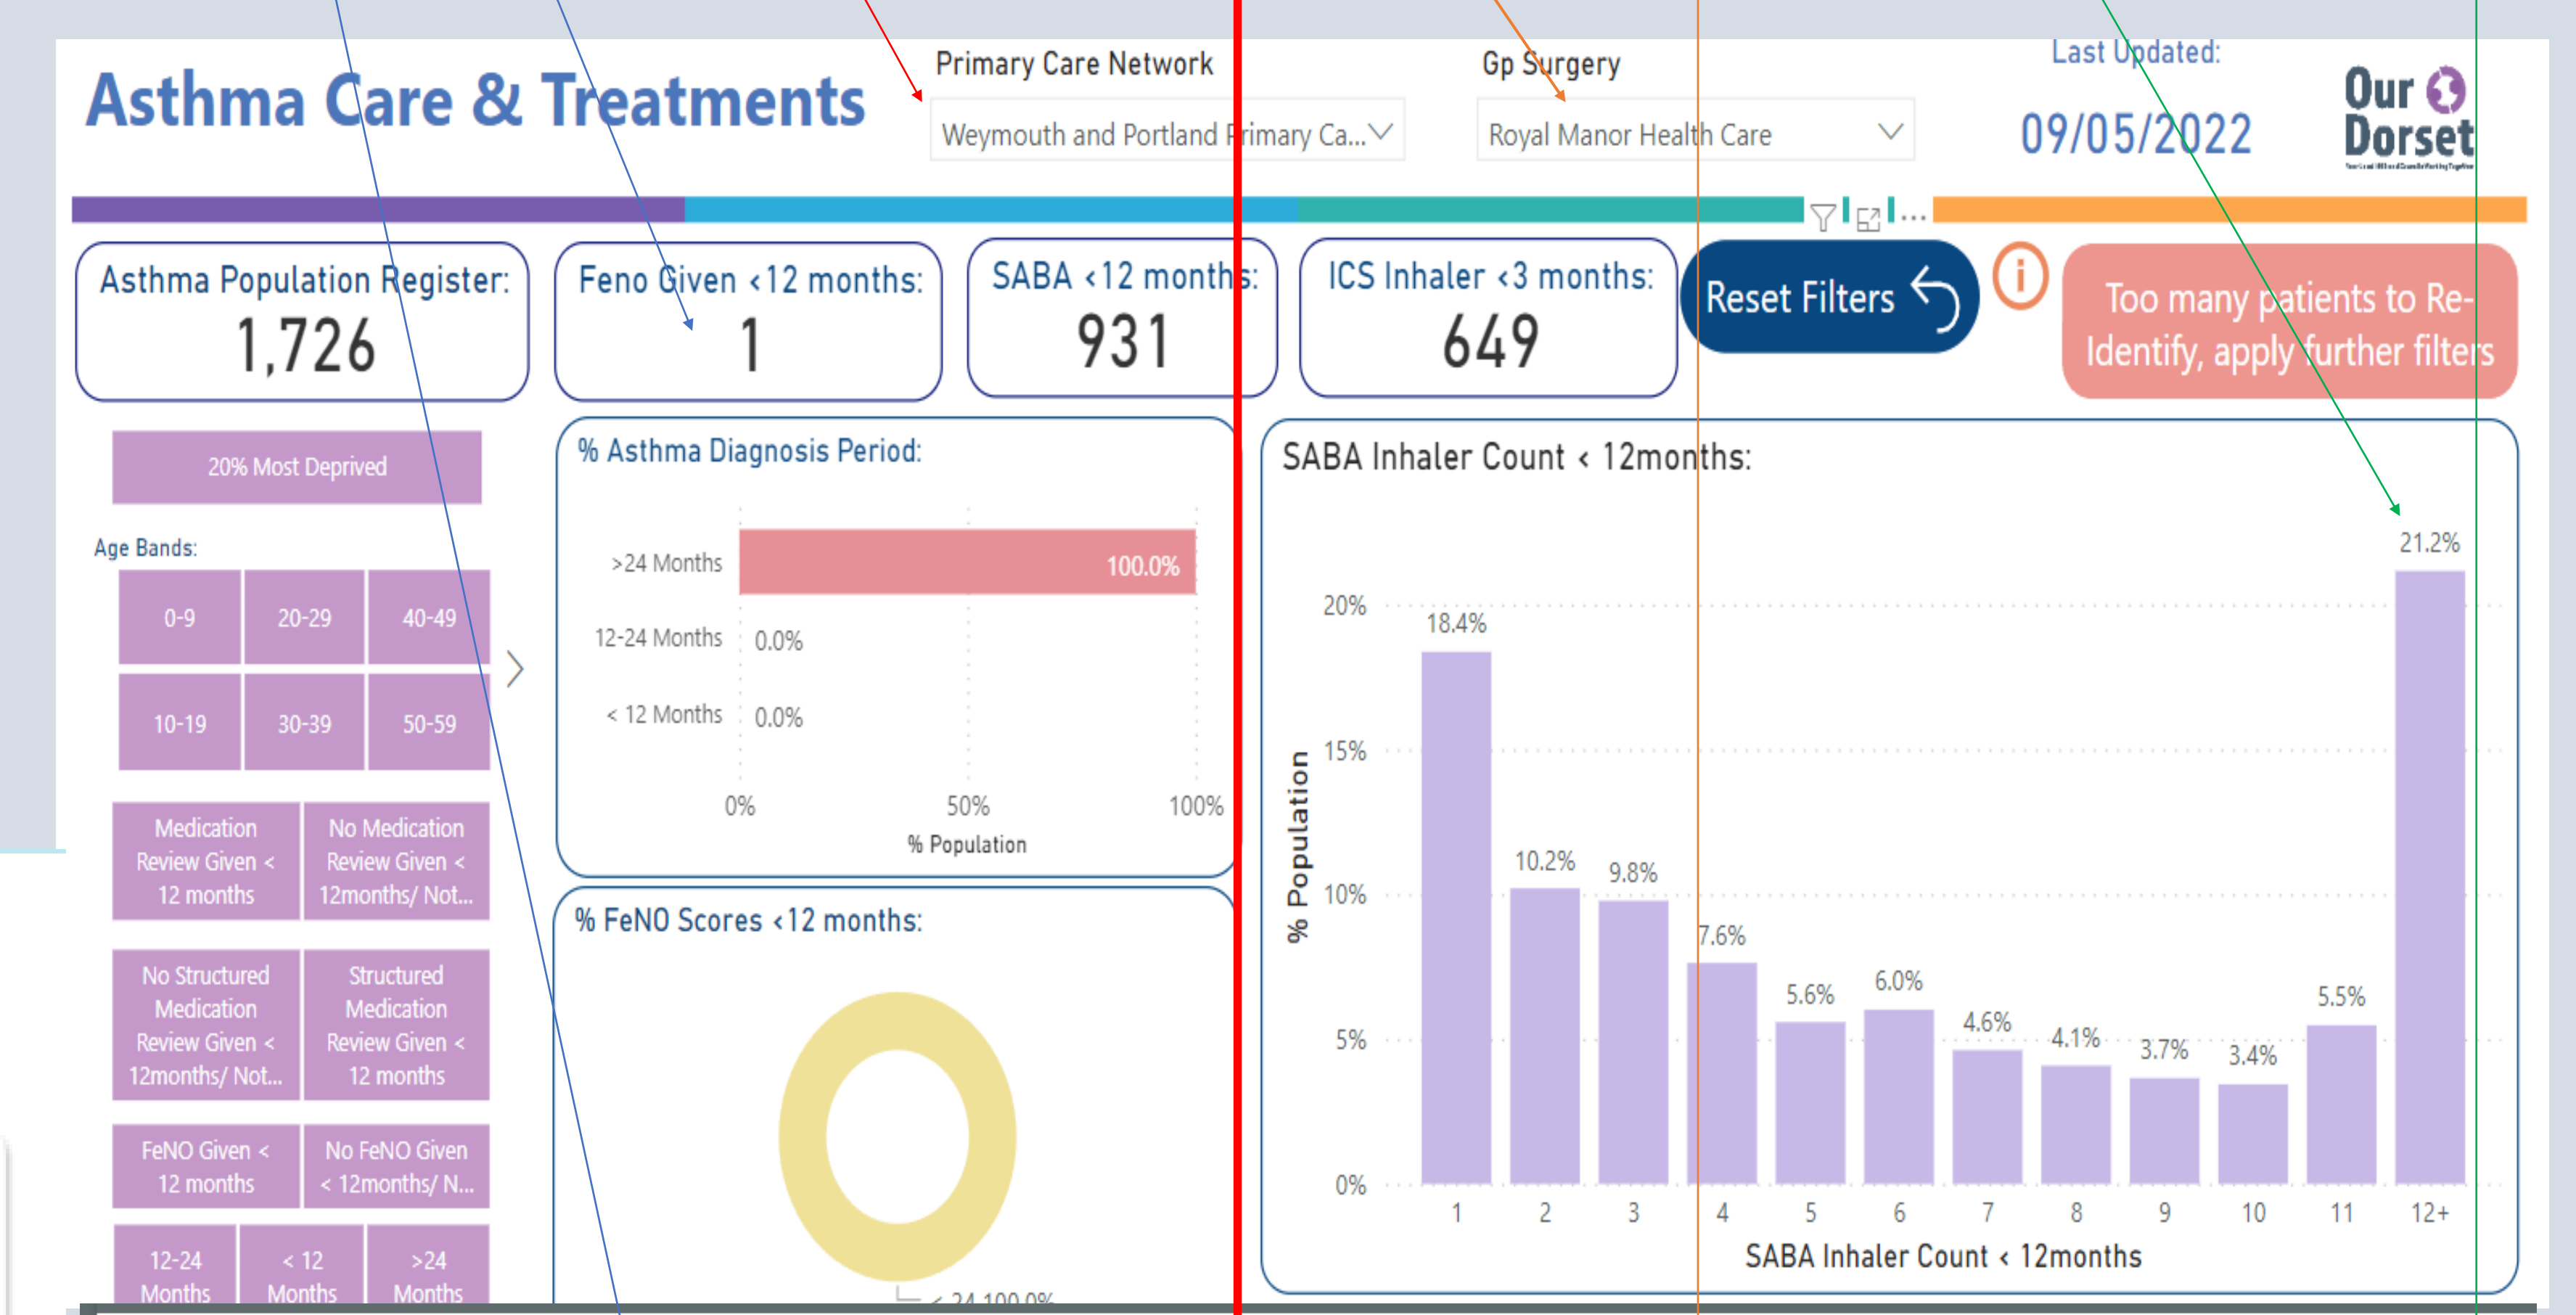 Asthma Care & Treatments
Primary Care Network
Weymouth and Portland Primary Ca...
Gp Surgery
Royal Manor Health Care
Last Updated:
09/05/2022
Our
Dorset
Asthma Population Register:
1,726
Feno Given <12 months:
1
SABA <12 months:
931
ICS Inhaler <3 months:
649
Reset Filters
i
Too many patients to Re-
Identify, apply further filters
20% Most Deprived
Age Bands:
0-9 20-29 40-49
10-19 30-39 50-59
Medication
Review Given <
12 months
No Medication
Review Given <
12months/ Not...
No Structured
Medication
Review Given <
12months/ Not...
Structured
Medication
Review Given <
12 months
FeNO Given <
12 months
No FeNO Given
< 12months/ N...
12-24
Months
< 12
Months
>24
Months
% Asthma Diagnosis Period:
>24 Months 100.0%
12-24 Months 0.0%
< 12 Months 0.0%
0% 50% 100%
% Population
% FeNO Scores <12 months:
< 24 100.0%
SABA Inhaler Count < 12months:
% Population
20%
15%
10%
5%
0%
18.4%
10.2%
9.8%
7.6%
5.6%
6.0%
4.6%
4.1%
3.7%
3.4%
5.5%
21.2%
1 2 3 4 5 6 7 8 9 10 11 12+
SABA Inhaler Count < 12months